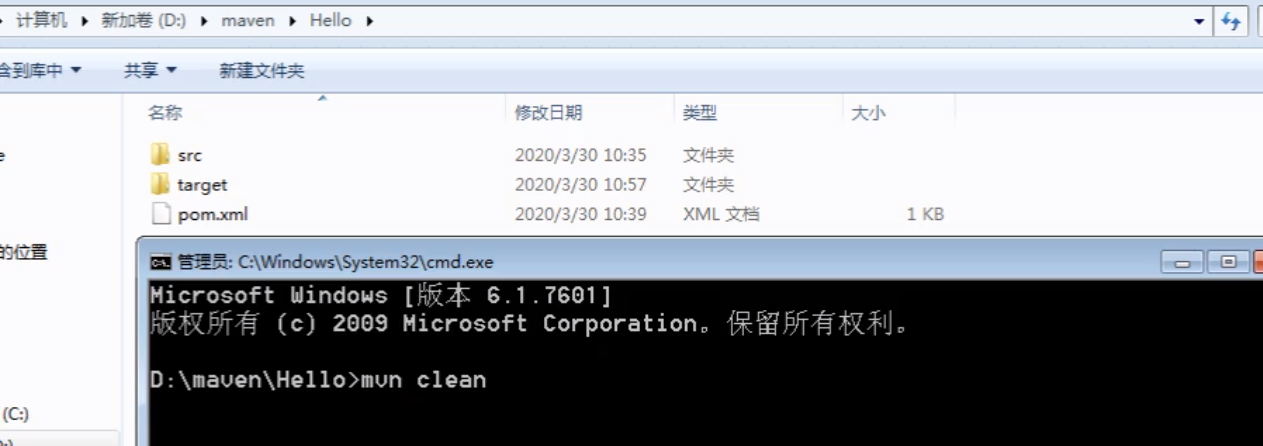 计算机 ▸ 新加卷 (D:) ▸ maven ▸ Hello ▸
含到库中 共享 新建文件夹
名称 修改日期 类型 大小
src 2020/3/30 10:35 文件夹
target 2020/3/30 10:57 文件夹
pom.xml 2020/3/30 10:39 XML 文档 1 KB
的位置
管理员: C:\Windows\System32\cmd.exe
Microsoft Windows [版本 6.1.7601]
版权所有 (c) 2009 Microsoft Corporation。保留所有权利。
D:\maven\Hello>mvn clean
(C:)